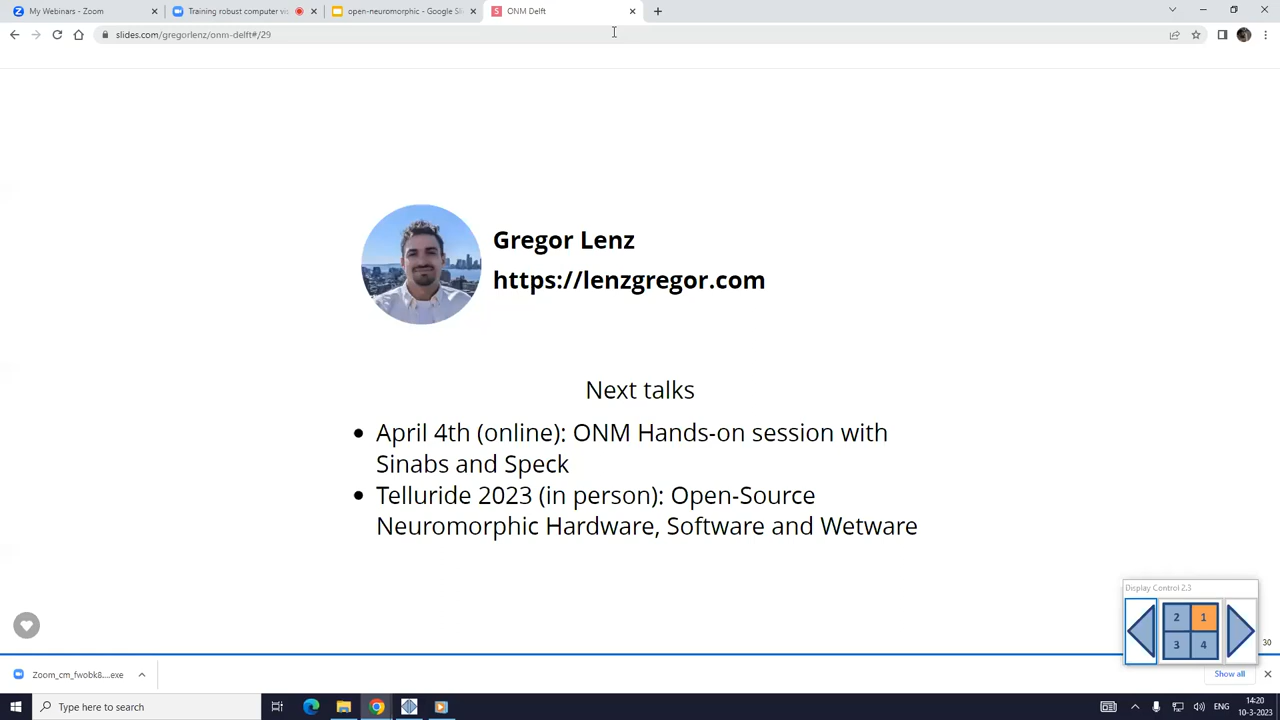 My Webinars - Zoom
Training robust computer vis
open-neuromorphic - Google Sli
ONM Delft
slides.com/gregorlenz/onm-delft#/29
Gregor Lenz
https://lenzgregor.com
Next talks
April 4th (online): ONM Hands-on session with
Sinabs and Speck
Telluride 2023 (in person): Open-Source
Neuromorphic Hardware, Software and Wetware
Display Control 2.3
2 1
3 4
30
Zoom_cm_fwobk8....exe
Show all
Type here to search
ENG
14:20
10-3-2023